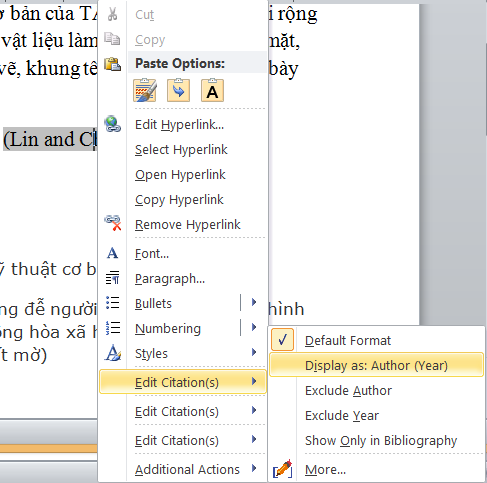 ơ bản của TA
i rộng
Cut
vật liệu làm
mặt,
Copy
vẽ, khung tê
bày
Paste Options:
A
(Lin and C
Edit Hyperlink...
Select Hyperlink
Open Hyperlink
Copy Hyperlink
Remove Hyperlink
A Font...
ỹ thuật cơ b
Paragraph...
ng đễ người
hình
Bullets
ộng hòa xã h
Numbering
ít mờ)
Styles
Default Format
Display as: Author (Year)
Edit Citation(s)
Exclude Author
Edit Citation(s)
Exclude Year
Edit Citation(s)
Show Only in Bibliography
Additional Actions
More...